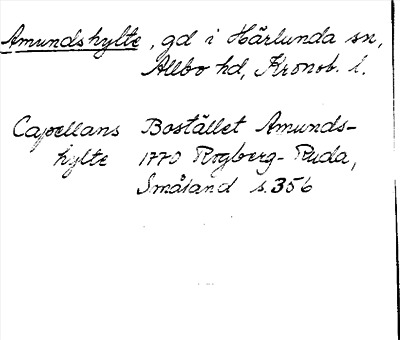 Amundshylte, gd i Härlunda sn,
Allbo hd, Kronob. l.
Capellans Bostället Amunds-
hylte 1770 Rogberg-Ruda,
Småland s. 356